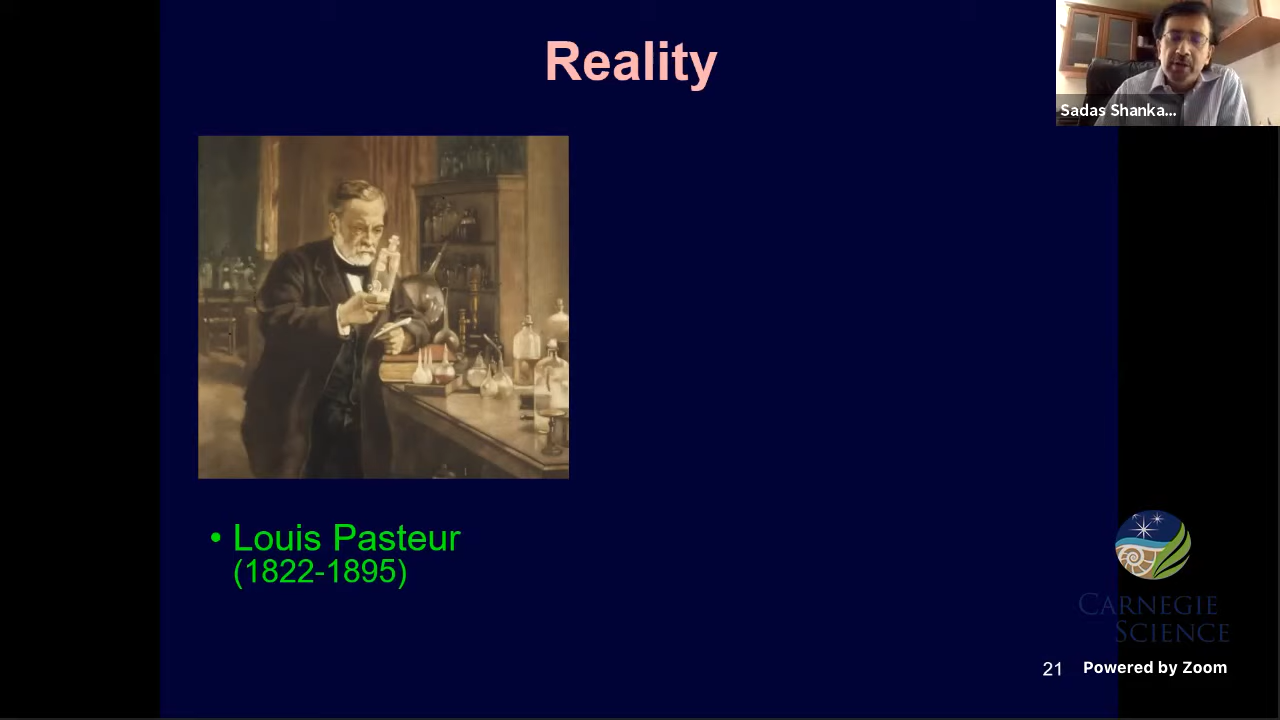 Reality
Sadas Shanka...
• Louis Pasteur
(1822-1895)
CARNEGIE
SCIENCE
21
Powered by Zoom